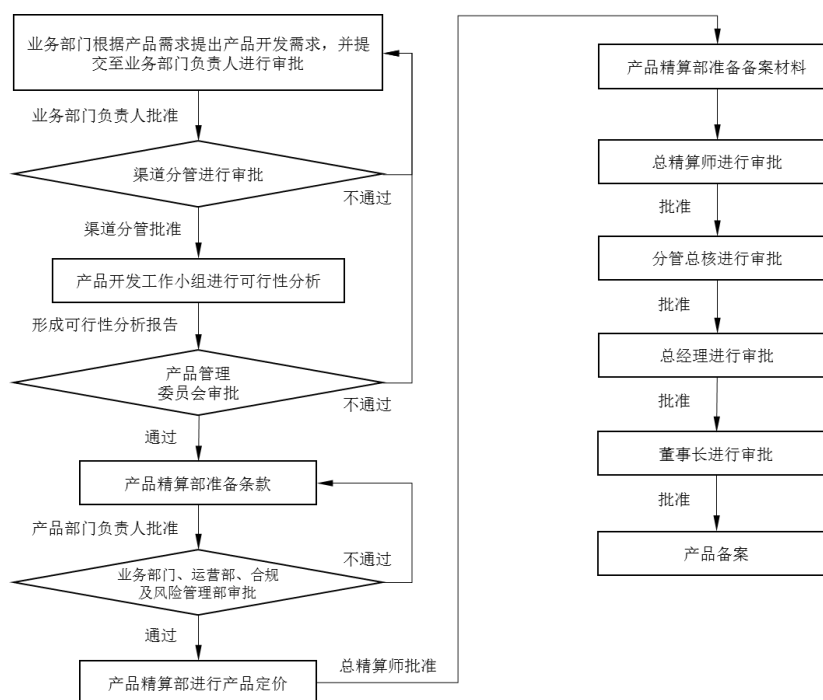 业务部门根据产品需求提出产品开发需求，并提
交至业务部门负责人进行审批
业务部门负责人批准
渠道分管进行审批
不通过
渠道分管批准
产品开发工作小组进行可行性分析
形成可行性分析报告
产品管理
委员会审批
不通过
通过
产品精算部准备条款
产品部门负责人批准
不通过
业务部门、运营部、合规
及风险管理部审批
通过
产品精算部进行产品定价
总精算师批准
产品精算部准备备案材料
总精算师进行审批
批准
分管总核进行审批
批准
总经理进行审批
批准
董事长进行审批
批准
产品备案